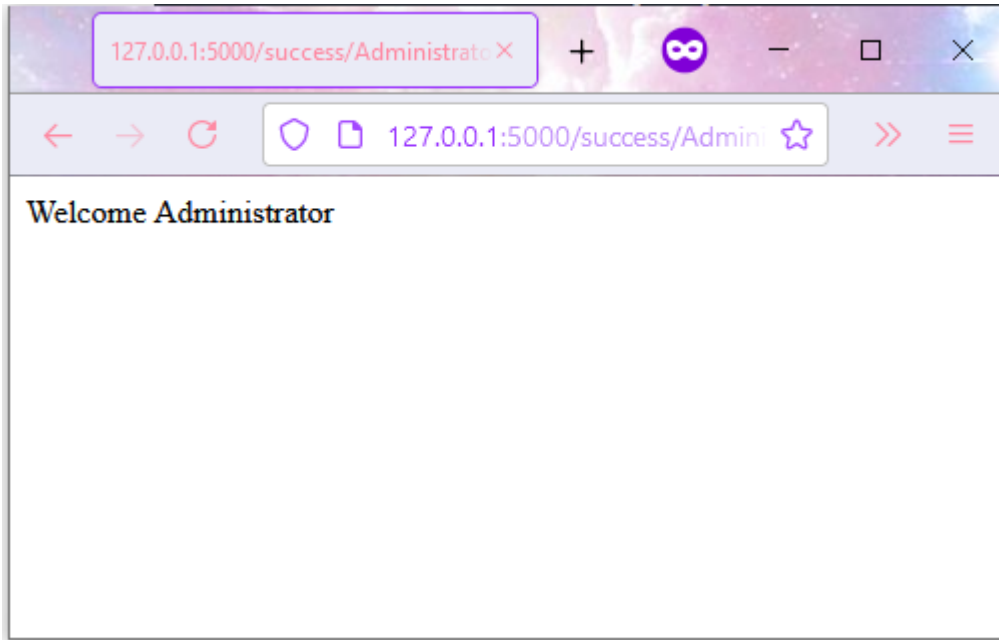 127.0.0.1:5000/success/Administrato
127.0.0.1:5000/success/Admini
Welcome Administrator